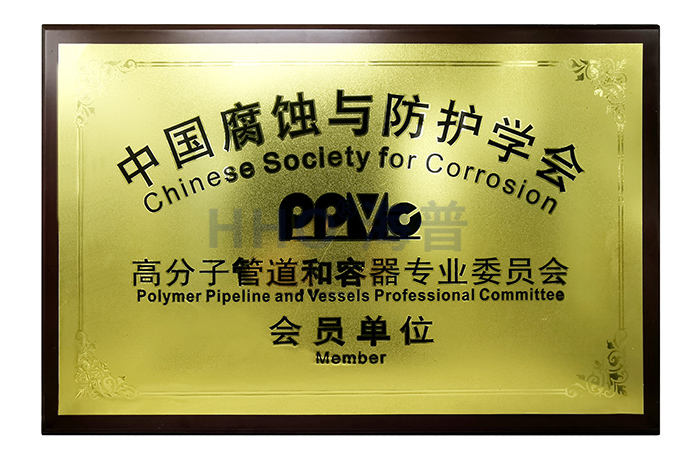 中国腐蚀与防护学会
Chinese Society for Corrosion
PPVC
高分子管道和容器专业委员会
Polymer Pipeline and Vessels Professional Committee
会员单位
Member